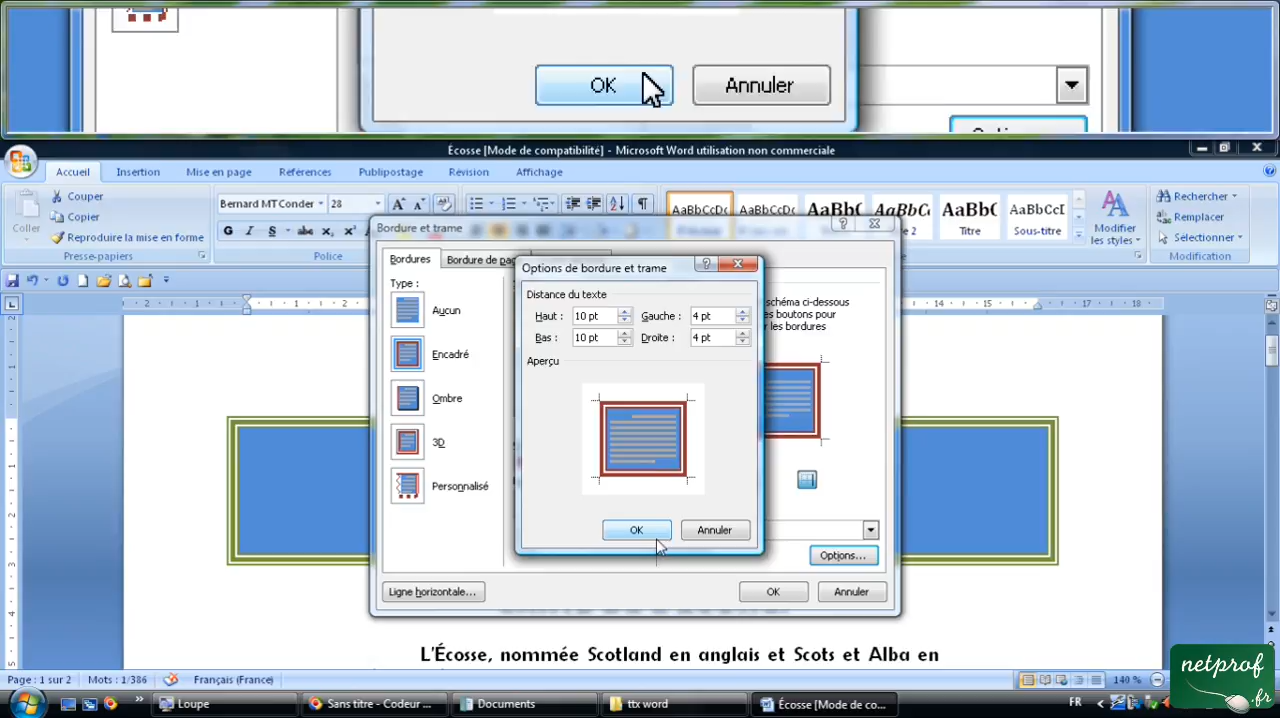 OK Annuler
Écosse [Mode de compatibilité] - Microsoft Word utilisation non commerciale
Accueil Insertion Mise en page Références Publipostage Révision Affichage
Couper
Copier
Coller
Reproduire la mise en forme
Presse-papiers
Bernard MT Conder 28
G I S abc x₂ x²
Police
AaBbCcDc AaBbCcDc AaBbC AaBbCc AaBbC AaBbCcD
Titre Sous-titre
Modifier
les styles
Rechercher
Remplacer
Sélectionner
Modification
Bordure et trame
Bordures Bordure de pag
Type :
Aucun
Encadré
Ombre
3D
Personnalisé
Options de bordure et trame
Distance du texte
Haut : 10 pt Gauche : 4 pt
Bas : 10 pt Droite : 4 pt
Aperçu
OK Annuler
schéma ci-dessous
es boutons pour
r les bordures
Options...
Ligne horizontale...
OK Annuler
L'Écosse, nommée Scotland en anglais et Scots et Alba en
Page : 1 sur 2 Mots : 1/386 Français (France) 140 %
Loupe Sans titre - Codeur ... Documents ttx word Écosse [Mode de co... FR
netprof
.fr